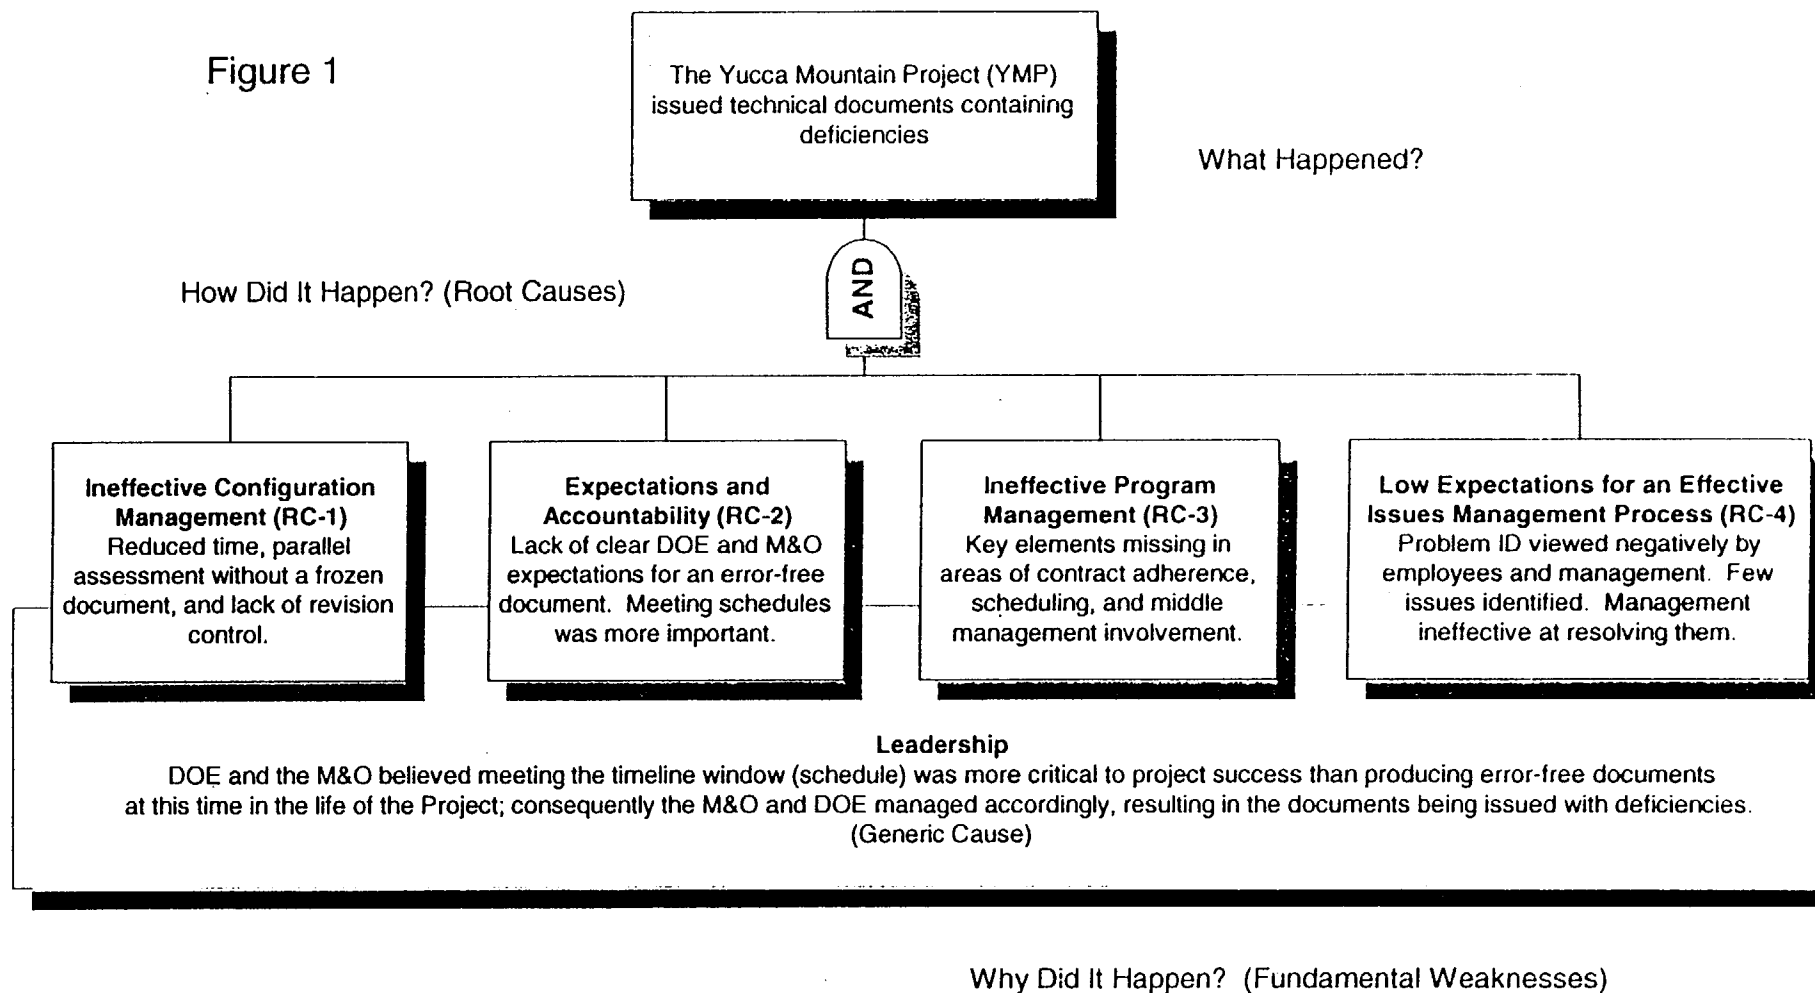 Figure 1
The Yucca Mountain Project (YMP)
issued technical documents containing
deficiencies
What Happened?
How Did It Happen? (Root Causes)
AND
Ineffective Configuration
Management (RC-1)
Reduced time, parallel
assessment without a frozen
document, and lack of revision
control.
Expectations and
Accountability (RC-2)
Lack of clear DOE and M&O
expectations for an error-free
document. Meeting schedules
was more important.
Ineffective Program
Management (RC-3)
Key elements missing in
areas of contract adherence,
scheduling, and middle
management involvement.
Low Expectations for an Effective
Issues Management Process (RC-4)
Problem ID viewed negatively by
employees and management. Few
issues identified. Management
ineffective at resolving them.
Leadership
DOE and the M&O believed meeting the timeline window (schedule) was more critical to project success than producing error-free documents
at this time in the life of the Project; consequently the M&O and DOE managed accordingly, resulting in the documents being issued with deficiencies.
(Generic Cause)
Why Did It Happen? (Fundamental Weaknesses)